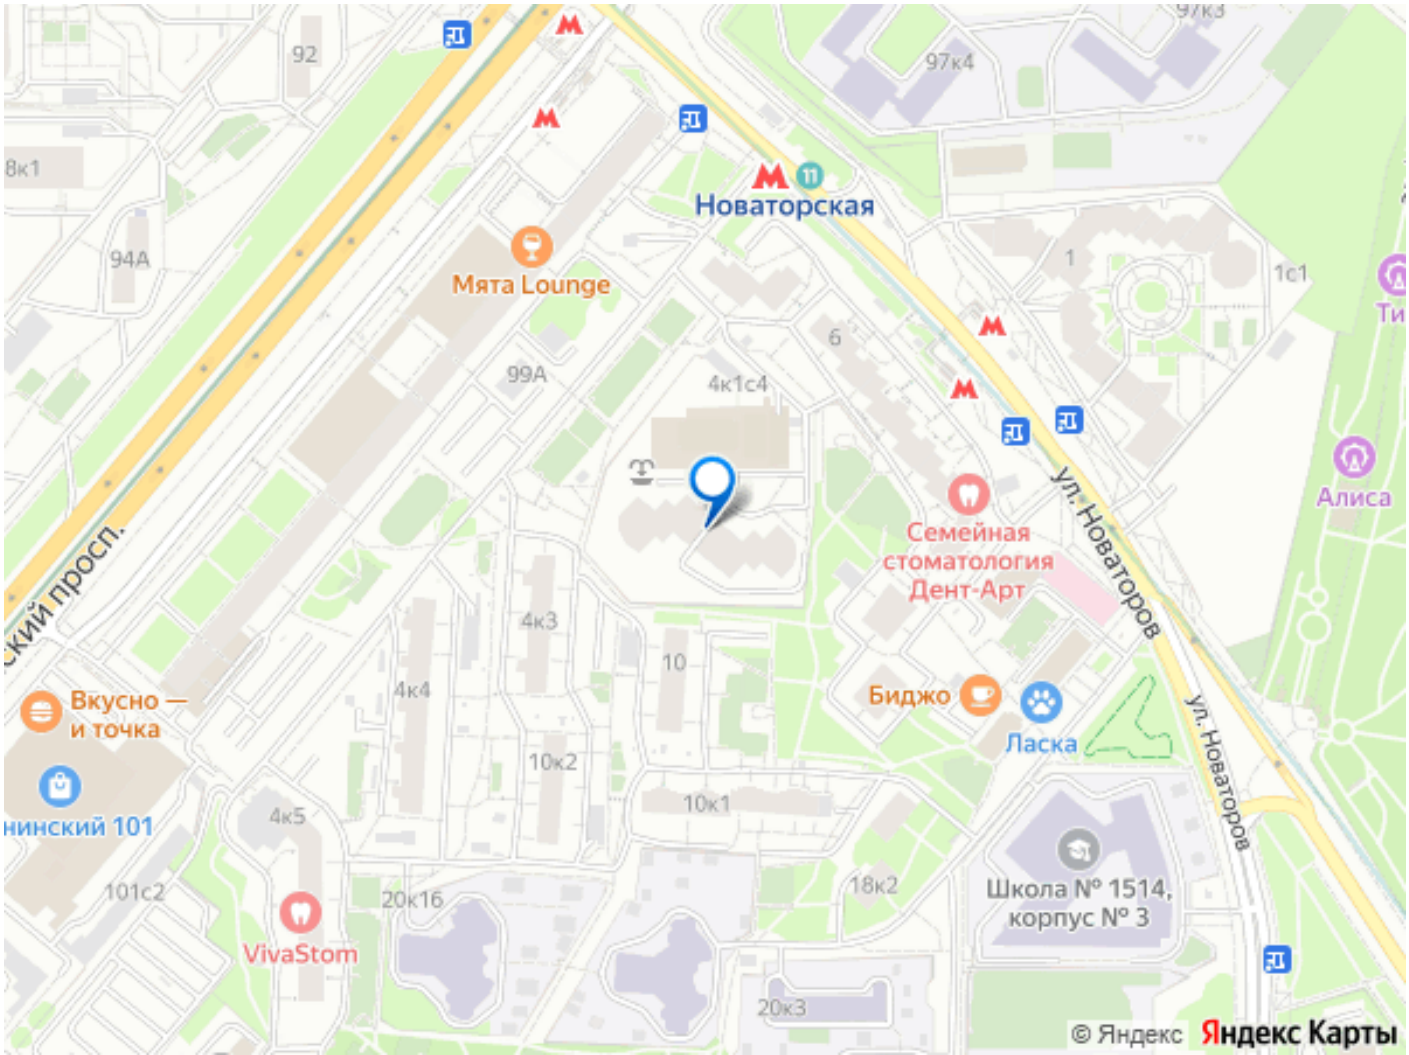 97к3
92
97к4
8к1
11
Новаторская
94А
Мята Lounge
1
1с1
Ти
6
99А
4к1с4
Алиса
ул. Новаторов
Семейная
стоматология
Дент-Арт
ский просп.
4к3
10
4к4
Биджо
Ласка
ул. Новаторов
Вкусно —
и точка
10к2
10к1
нинский 101
4к5
101с2
20к16
18к2
Школа № 1514,
корпус № 3
VivaStom
20к3
© Яндекс Яндекс Карты